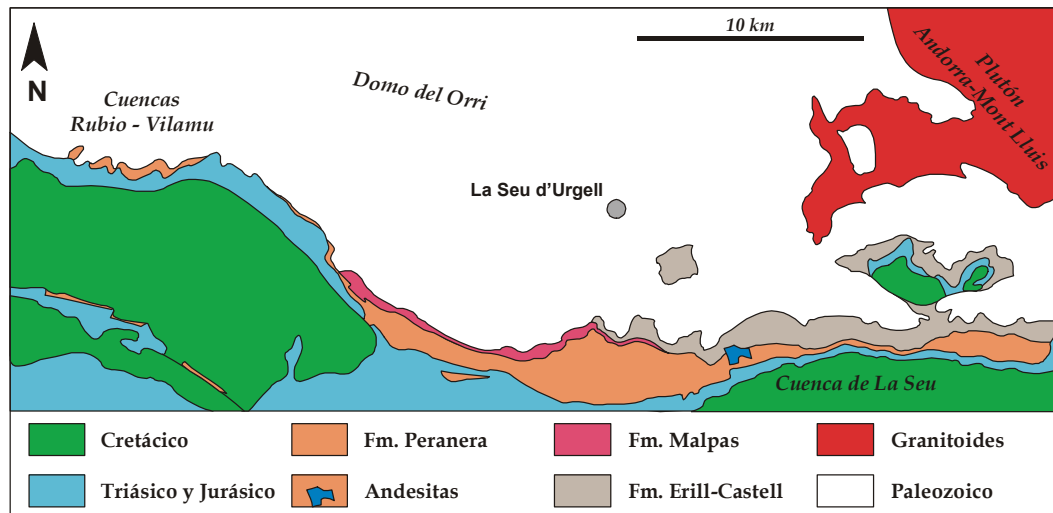 10 km
N
Cuencas
Rubio - Vilamu
Domo del Orri
Plutón
Andorra-Mont Lluis
La Seu d'Urgell
Cuenca de La Seu
Cretácico
Fm. Peranera
Fm. Malpas
Granitoides
Triásico y Jurásico
Andesitas
Fm. Erill-Castell
Paleozoico